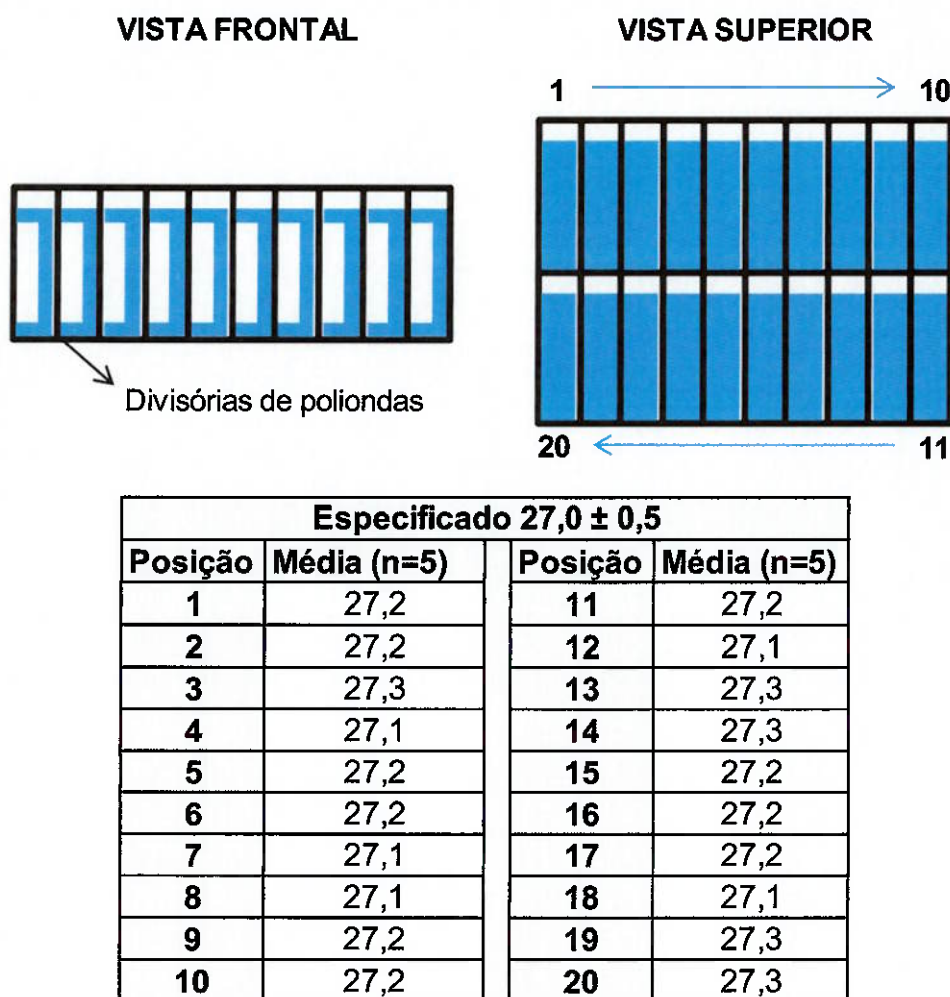 VISTA FRONTAL
VISTA SUPERIOR
1 10
Divisórias de poliondas
20 11
Especificado 27,0 ± 0,5
Posição Média (n=5) Posição Média (n=5)
1 27,2 11 27,2
2 27,2 12 27,1
3 27,3 13 27,3
4 27,1 14 27,3
5 27,2 15 27,2
6 27,2 16 27,2
7 27,1 17 27,2
8 27,1 18 27,1
9 27,2 19 27,3
10 27,2 20 27,3